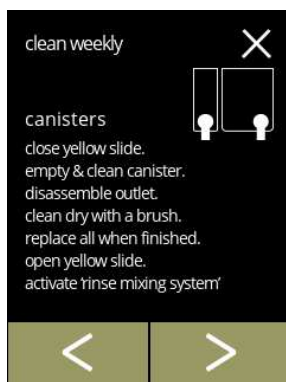 clean weekly
canisters
close yellow slide.
empty & clean canister.
disassemble outlet.
clean dry with a brush.
replace all when finished.
open yellow slide.
activate ‘rinse mixing system’